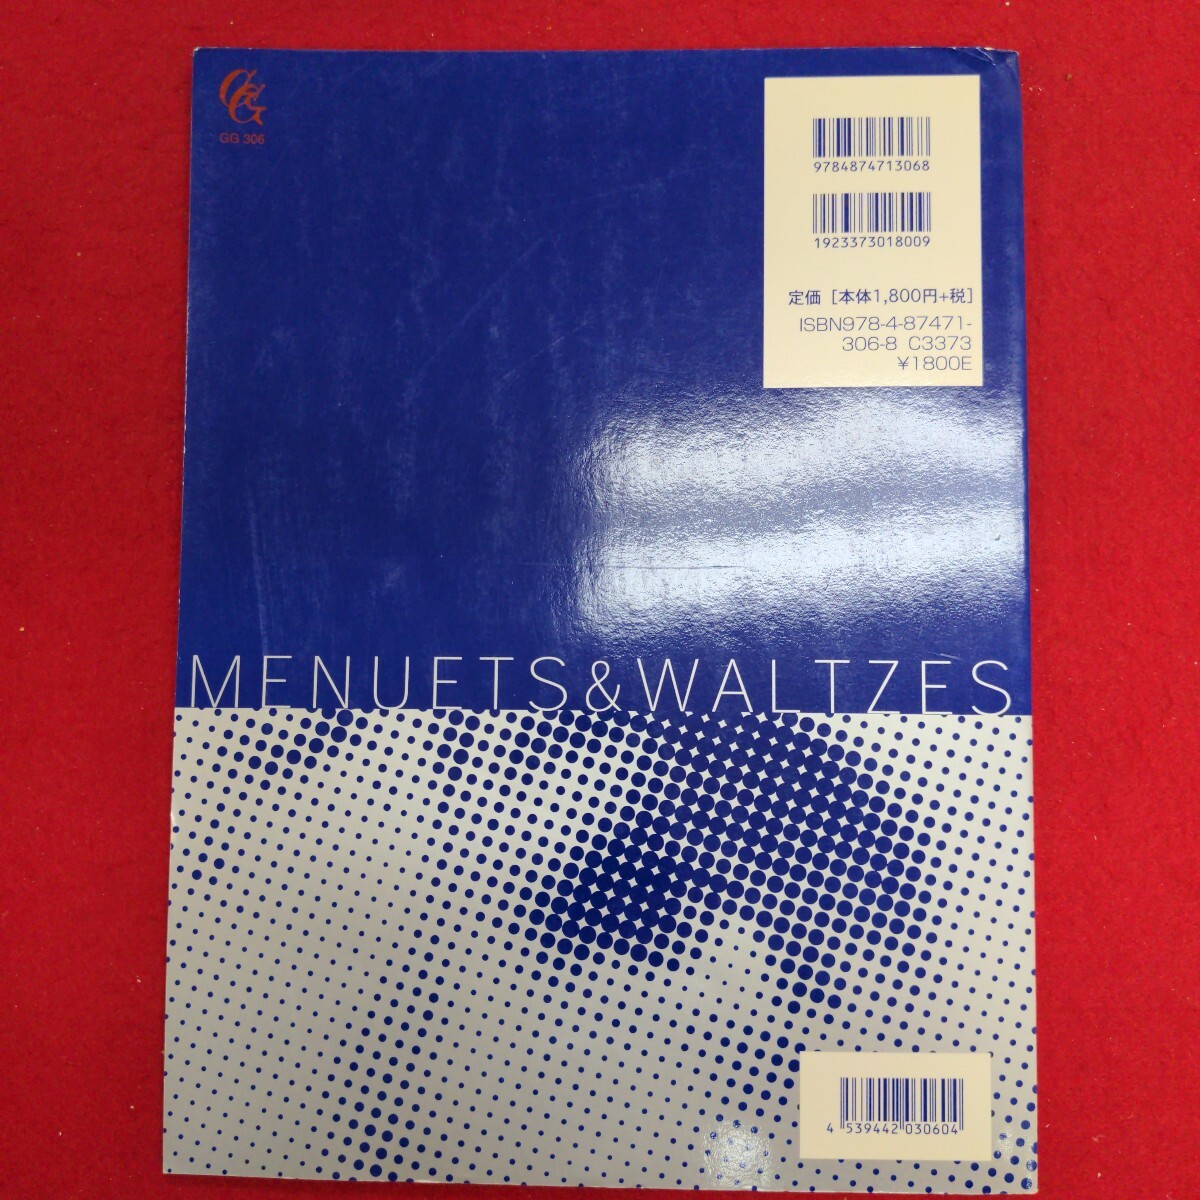 GG
GG 306
9784874713068
1923373018009
定価 [本体1,800円+税]
ISBN978-4-87471-
306-8 C3373
¥1800E
MENUETS&WALTZES
4 539442 030604